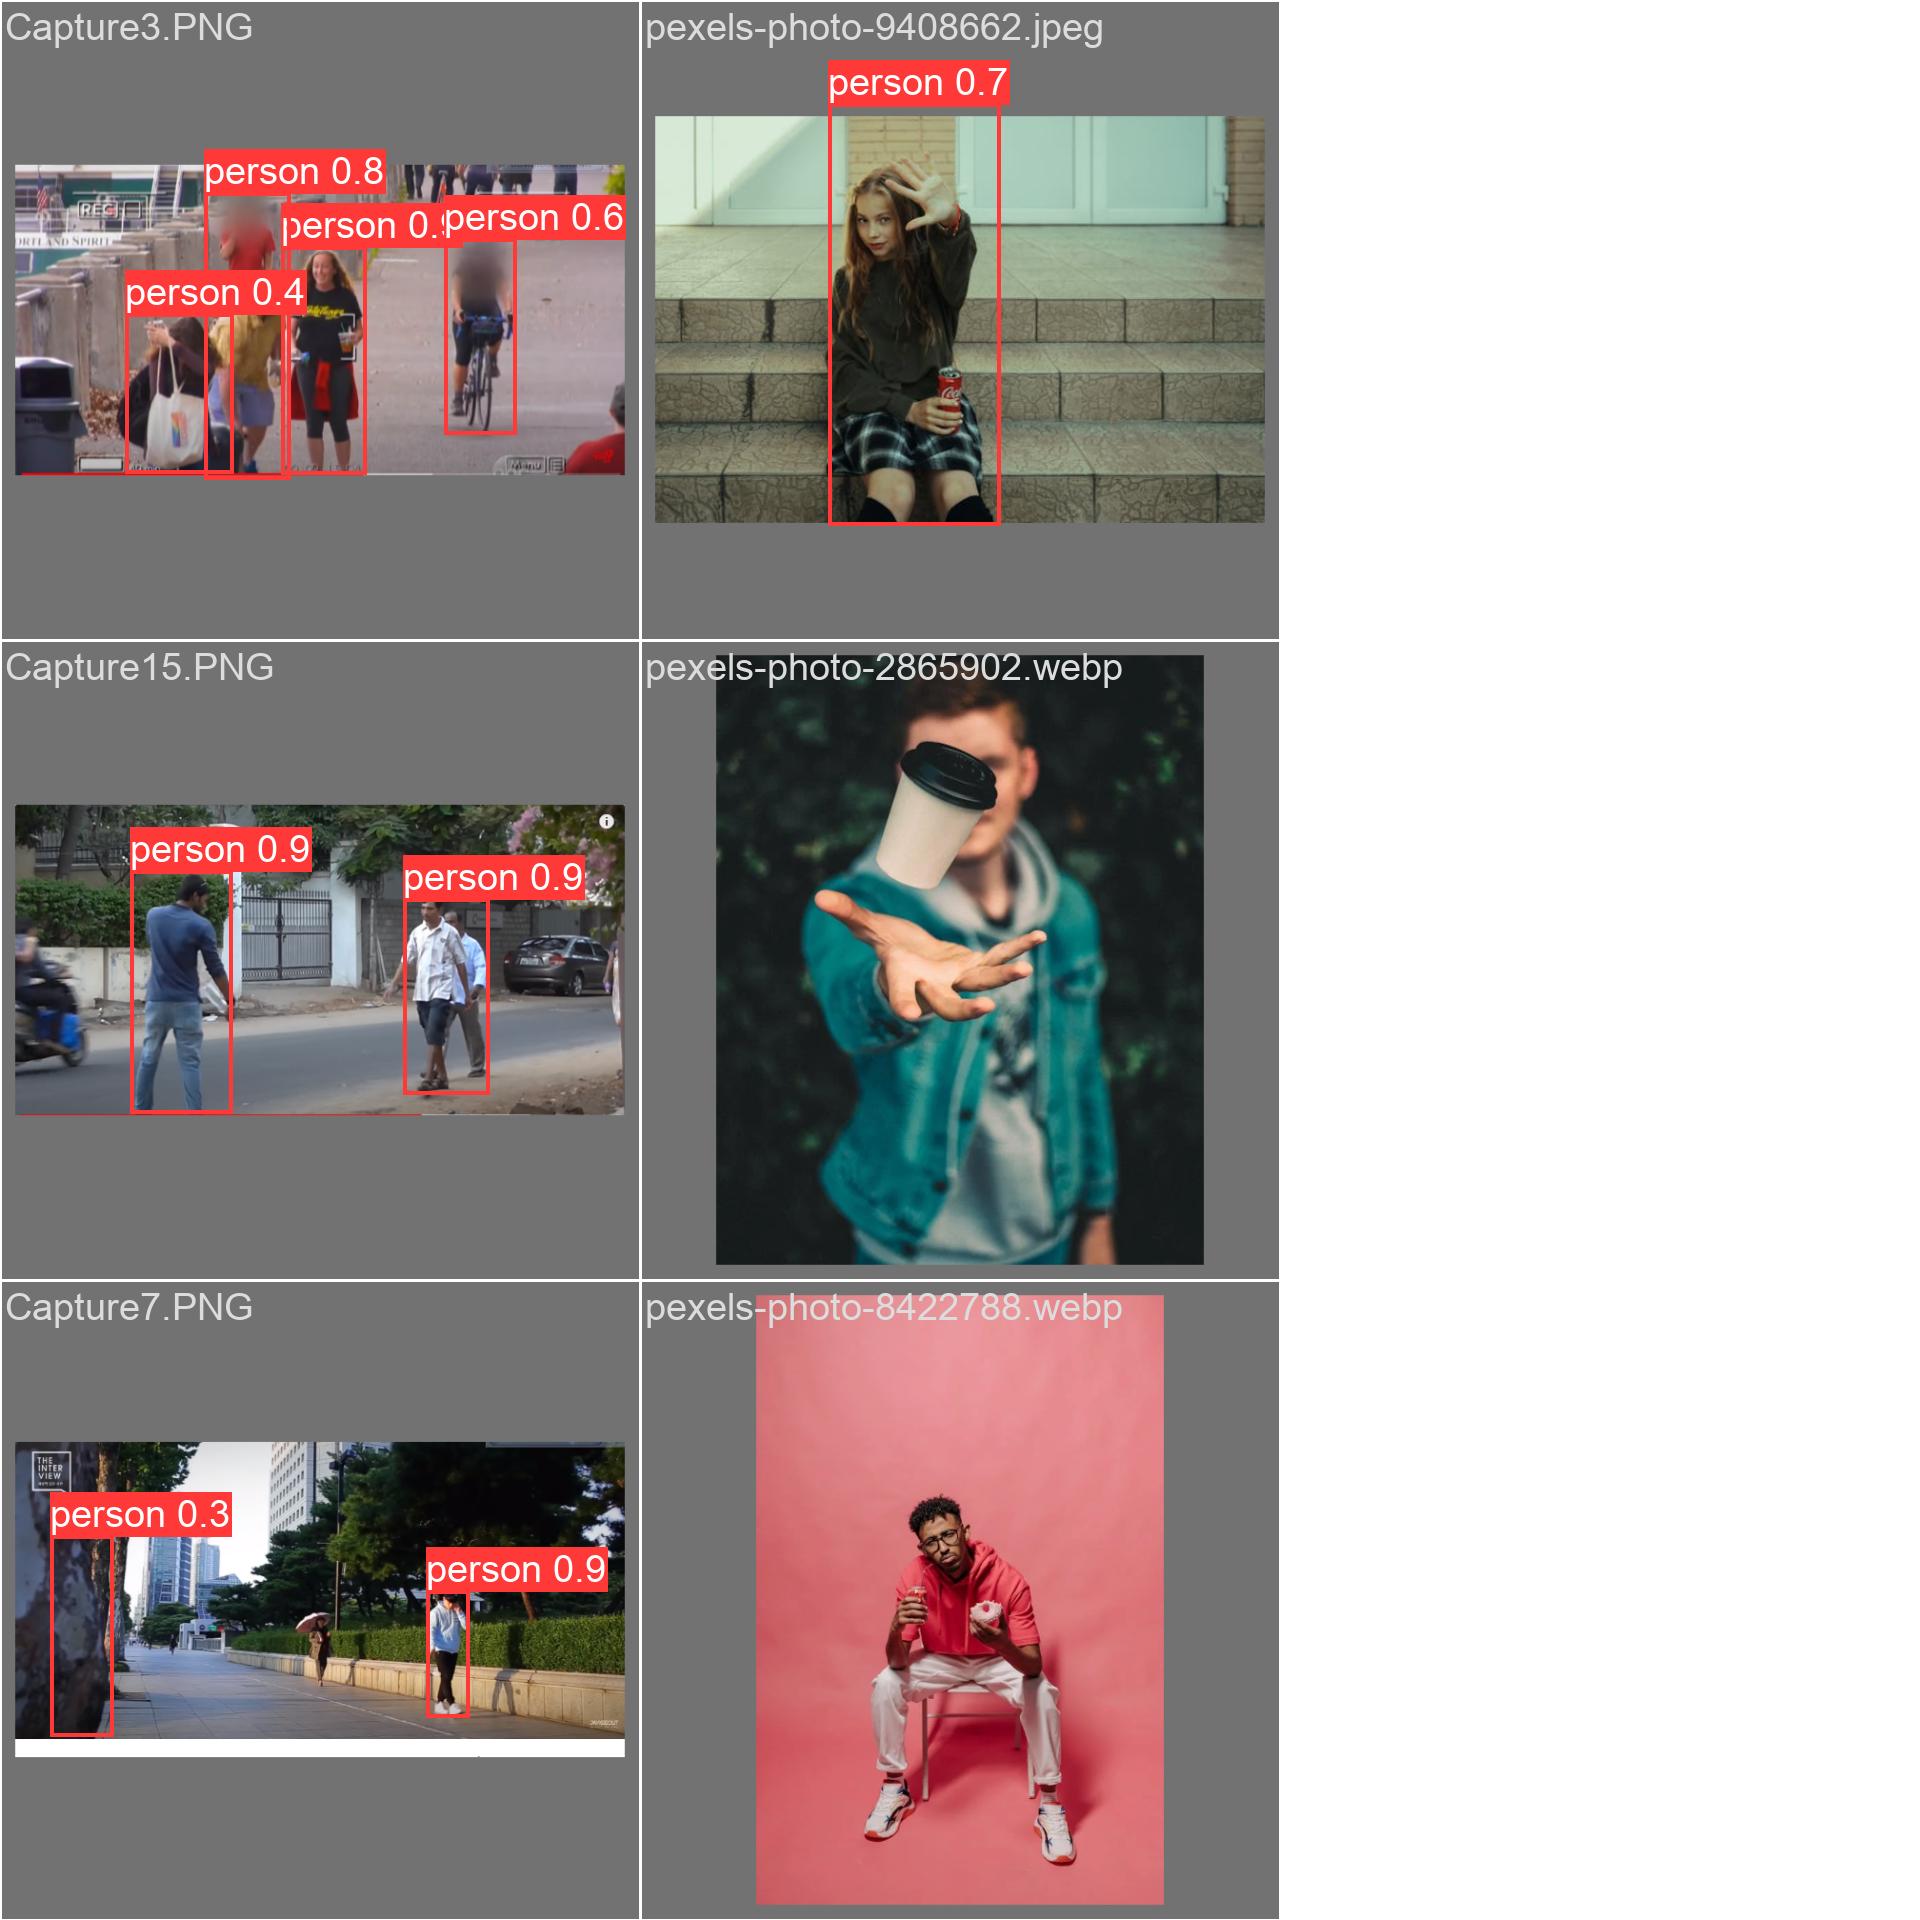 Capture3.PNG
pexels-photo-9408662.jpeg
person 0.7
person 0.8
person 0.9
person 0.6
REC
ORTLAND SPIRIT
person 0.4
Menu
Capture15.PNG
pexels-photo-2865902.webp
person 0.9
person 0.9
Capture7.PNG
pexels-photo-8422788.webp
THE
INTER
VIEW
person 0.3
person 0.9